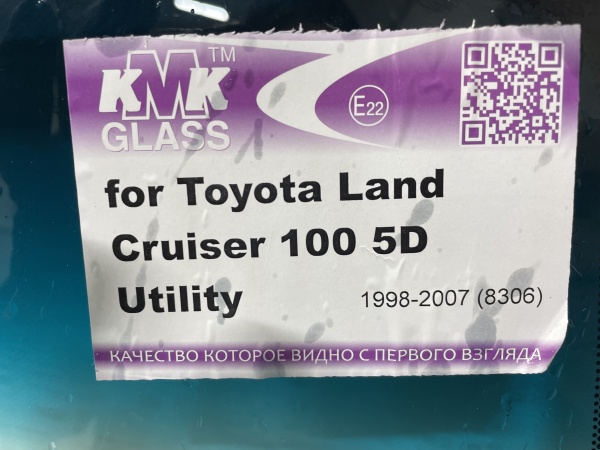 KMK™
GLASS
E22
for Toyota Land
Cruiser 100 5D
Utility
1998-2007 (8306)
КАЧЕСТВО КОТОРОЕ ВИДНО С ПЕРВОГО ВЗГЛЯДА